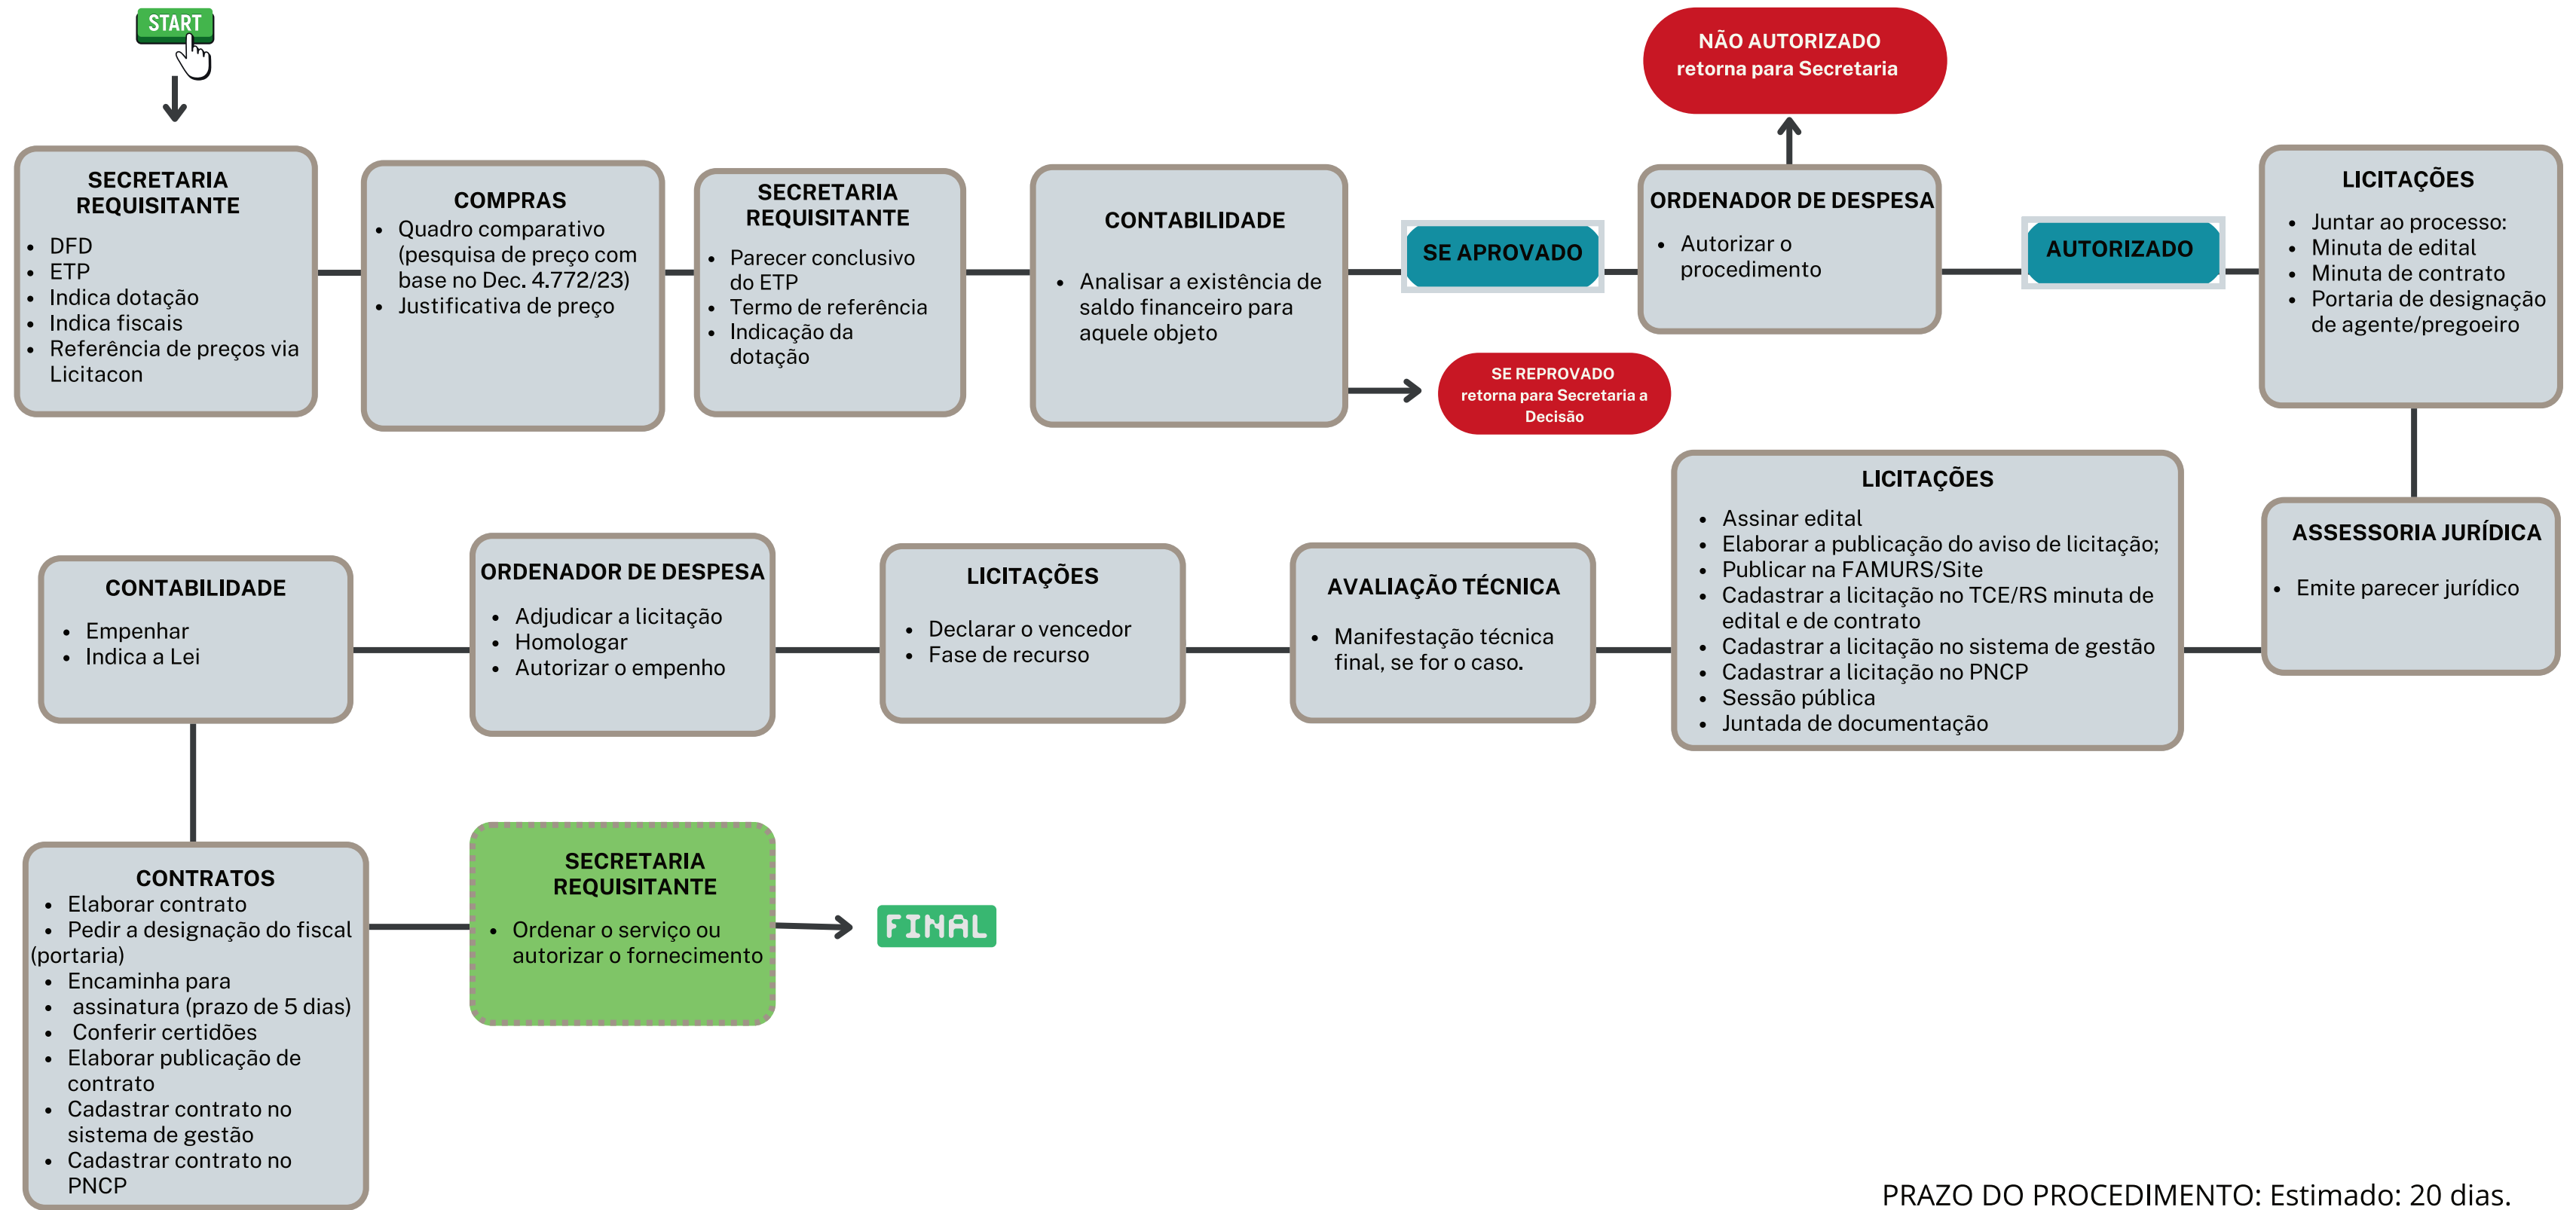 START
SECRETARIA
REQUISITANTE
• DFD
• ETP
• Indica dotação
• Indica fiscais
• Referência de preços via
Licitacon
COMPRAS
• Quadro comparativo
(pesquisa de preço com
base no Dec. 4.772/23)
• Justificativa de preço
SECRETARIA
REQUISITANTE
• Parecer conclusivo
do ETP
• Termo de referência
• Indicação da
dotação
CONTABILIDADE
• Analisar a existência de
saldo financeiro para
aquele objeto
SE APROVADO
SE REPROVADO
retorna para Secretaria a
Decisão
NÃO AUTORIZADO
retorna para Secretaria
ORDENADOR DE DESPESA
• Autorizar o
procedimento
AUTORIZADO
LICITAÇÕES
• Juntar ao processo:
• Minuta de edital
• Minuta de contrato
• Portaria de designação
de agente/pregoeiro
ASSESSORIA JURÍDICA
• Emite parecer jurídico
LICITAÇÕES
• Assinar edital
• Elaborar a publicação do aviso de licitação;
• Publicar na FAMURS/Site
• Cadastrar a licitação no TCE/RS minuta de
edital e de contrato
• Cadastrar a licitação no sistema de gestão
• Cadastrar a licitação no PNCP
• Sessão pública
• Juntada de documentação
AVALIAÇÃO TÉCNICA
• Manifestação técnica
final, se for o caso.
LICITAÇÕES
• Declarar o vencedor
• Fase de recurso
ORDENADOR DE DESPESA
• Adjudicar a licitação
• Homologar
• Autorizar o empenho
CONTABILIDADE
• Empenhar
• Indica a Lei
CONTRATOS
• Elaborar contrato
• Pedir a designação do fiscal
(portaria)
• Encaminha para
• assinatura (prazo de 5 dias)
• Conferir certidões
• Elaborar publicação de
contrato
• Cadastrar contrato no
sistema de gestão
• Cadastrar contrato no
PNCP
SECRETARIA
REQUISITANTE
• Ordenar o serviço ou
autorizar o fornecimento
FINAL
PRAZO DO PROCEDIMENTO: Estimado: 20 dias.